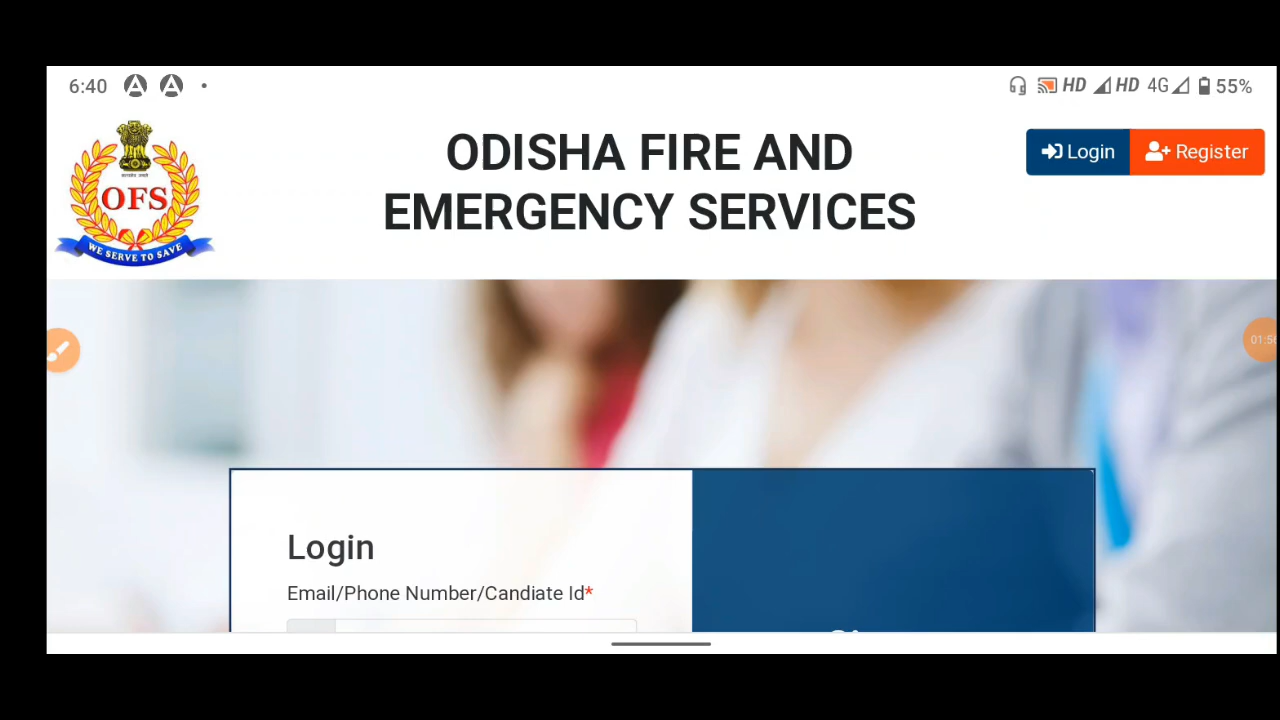 6:40
HD HD 4G 55%
ODISHA FIRE AND
EMERGENCY SERVICES
Login Register
OFS
WE SERVE TO SAVE
Login
Email/Phone Number/Candiate Id*